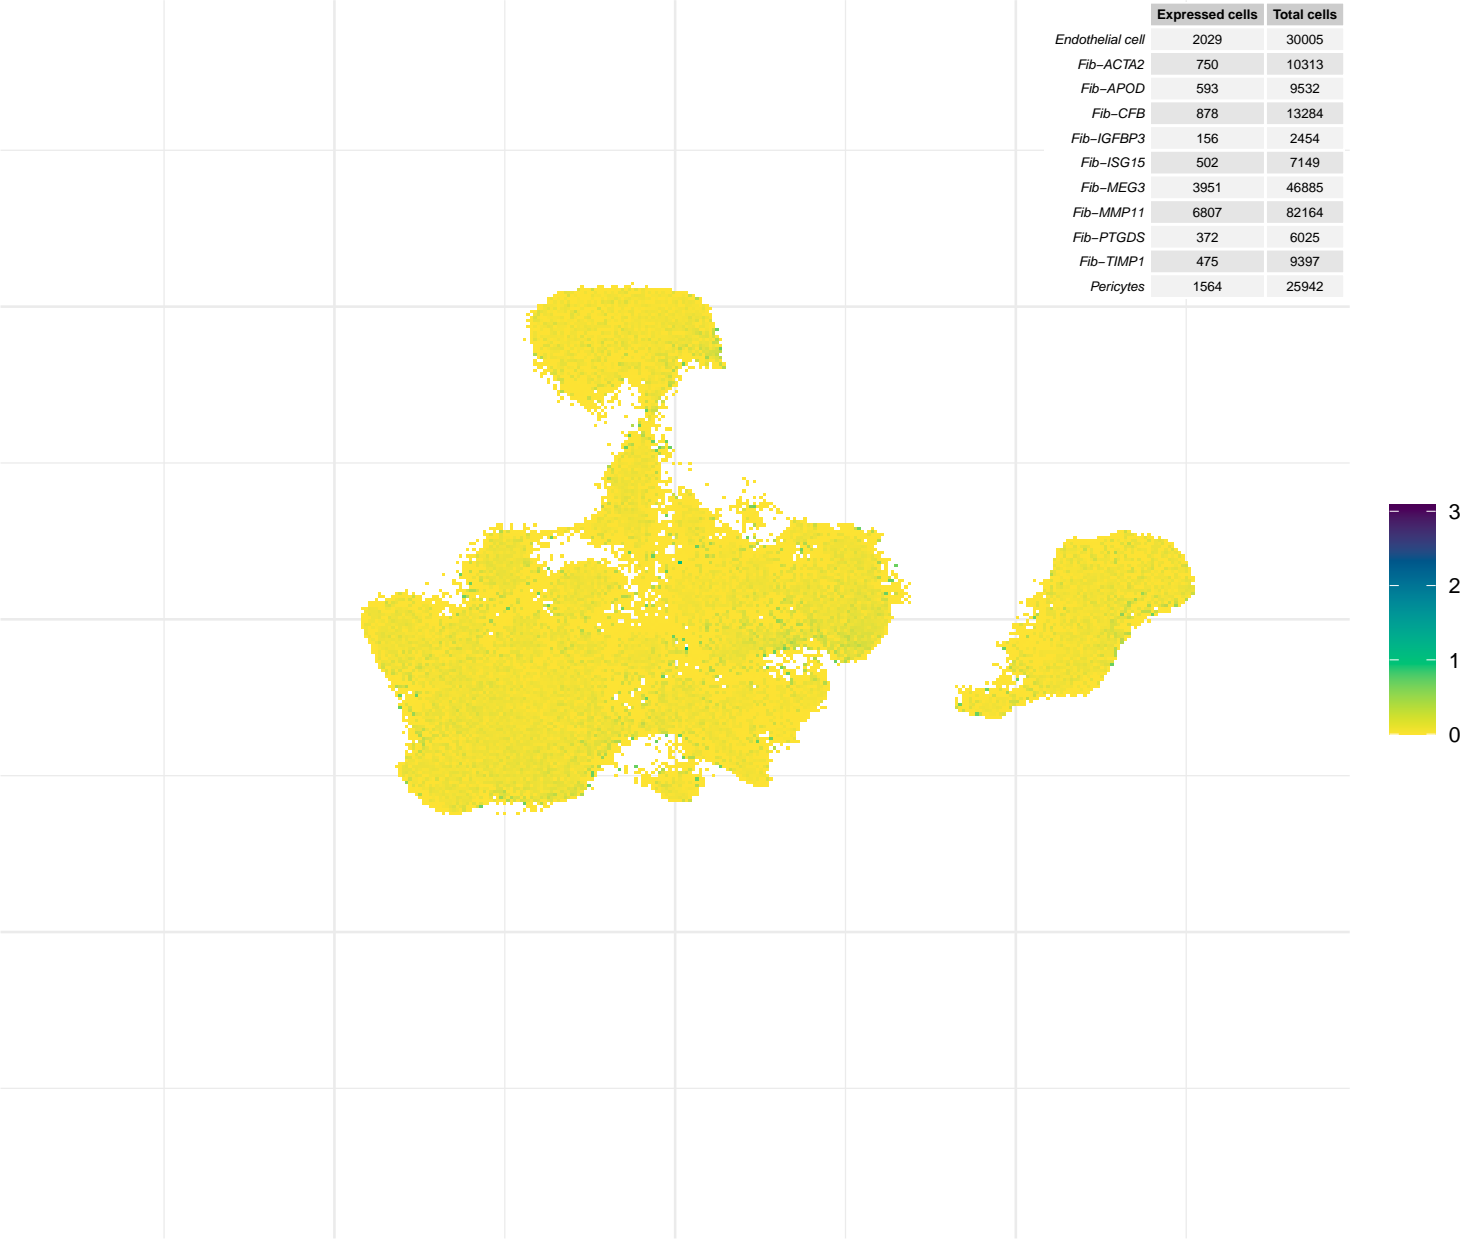 Expressed cells Total cells
Endothelial cell 2029 30005
Fib−ACTA2 750 10313
Fib−APOD 593 9532
Fib−CFB 878 13284
Fib−IGFBP3 156 2454
Fib−ISG15 502 7149
Fib−MEG3 3951 46885
Fib−MMP11 6807 82164
Fib−PTGDS 372 6025
Fib−TIMP1 475 9397
Pericytes 1564 25942
3
2
1
0